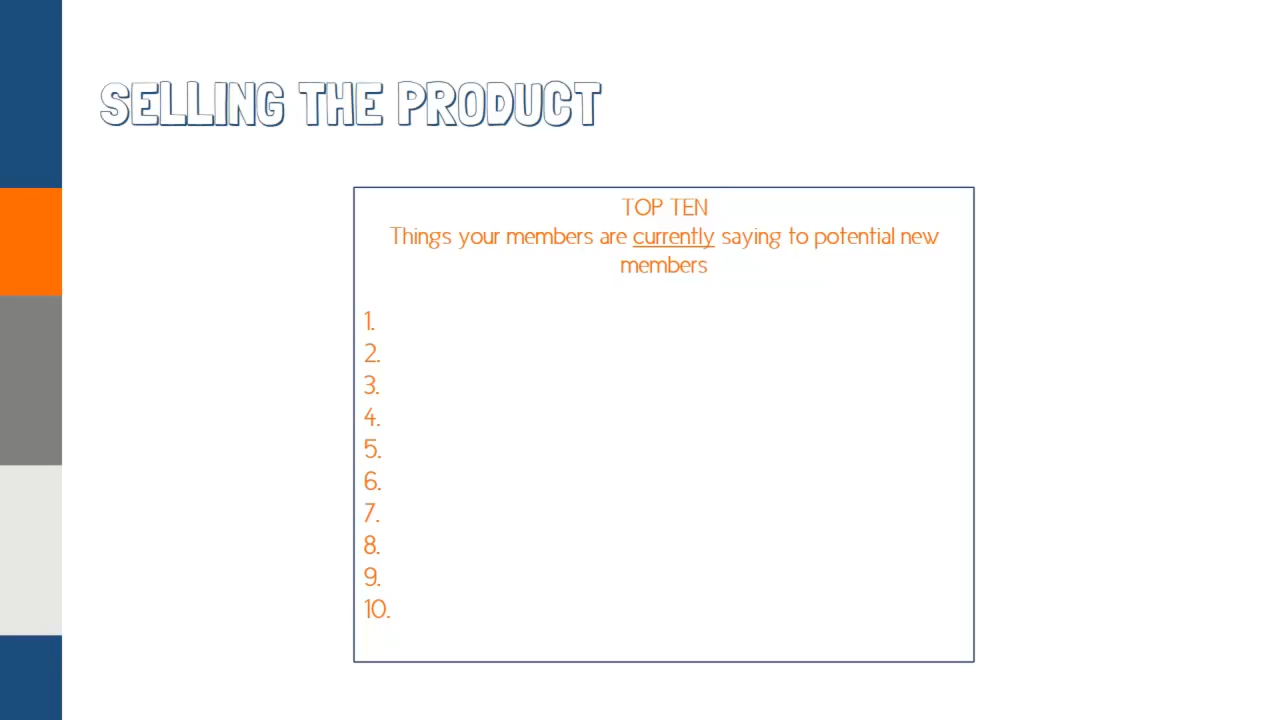 SELLING THE PRODUCT
TOP TEN
Things your members are currently saying to potential new
members
1.
2.
3.
4.
5.
6.
7.
8.
9.
10.